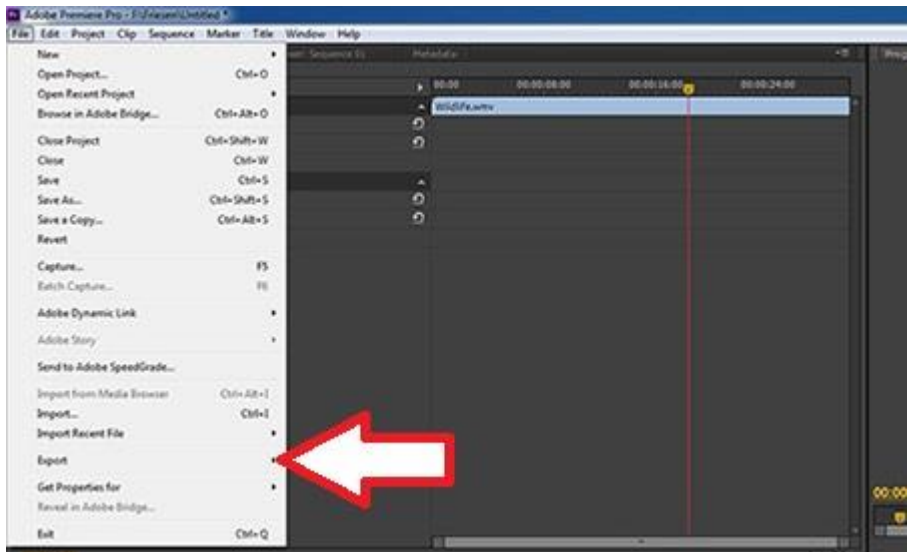 Adobe Premiere Pro - F:\Friesen\Untitled *
File Edit Project Clip Sequence Marker Title Window Help
New
Open Project... Ctrl+O
Open Recent Project
Browse in Adobe Bridge... Ctrl+Alt+O
Close Project Ctrl+Shift+W
Close Ctrl+W
Save Ctrl+S
Save As... Ctrl+Shift+S
Save a Copy... Ctrl+Alt+S
Revert
Capture... F5
Batch Capture... F6
Adobe Dynamic Link
Adobe Story
Send to Adobe SpeedGrade...
Import from Media Browser Ctrl+Alt+I
Import... Ctrl+I
Import Recent File
Export
Get Properties for
Reveal in Adobe Bridge...
Exit Ctrl+Q
Sequence 01 Metadata
00:00 00:00:08:00 00:00:16:00 00:00:24:00
Wildlife.wmv
00:00